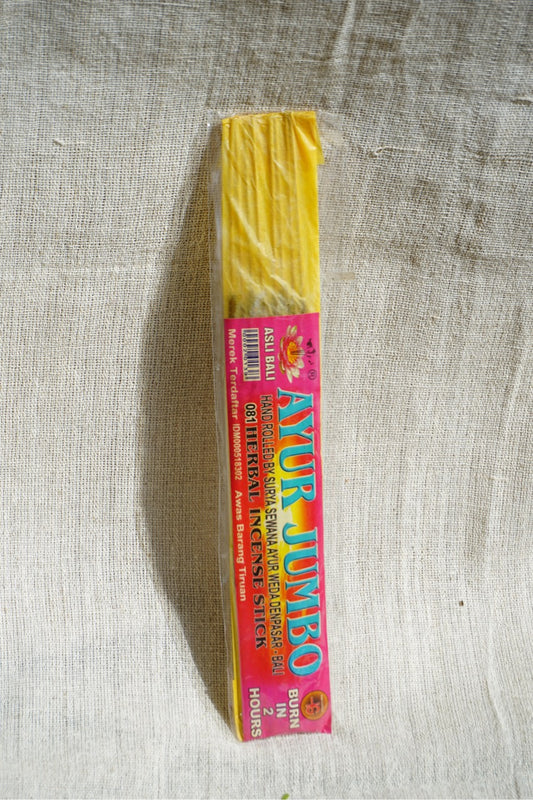 ASLI BALI
AYUR JUMBO
HAND ROLLED BY SURYA SEWANA AYUR WEDA DENPASAR - BALI
081 HERBAL INCENSE STICK
Merek Terdaftar IDM000518302 Awas Barang Tiruan
BURN
IN
2
HOURS